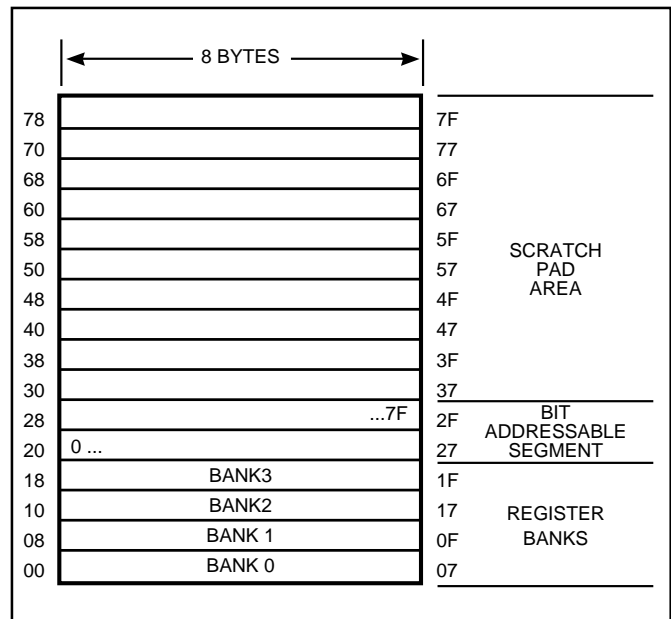 8 BYTES
78 7F
70 77
68 6F
60 67
58 5F
SCRATCH
50 57 PAD
AREA
48 4F
40 47
38 3F
30 37
28 ...7F 2F BIT
ADDRESSABLE
20 0 ... 27 SEGMENT
18 BANK3 1F
10 BANK2 17 REGISTER
08 BANK 1 0F BANKS
00 BANK 0 07